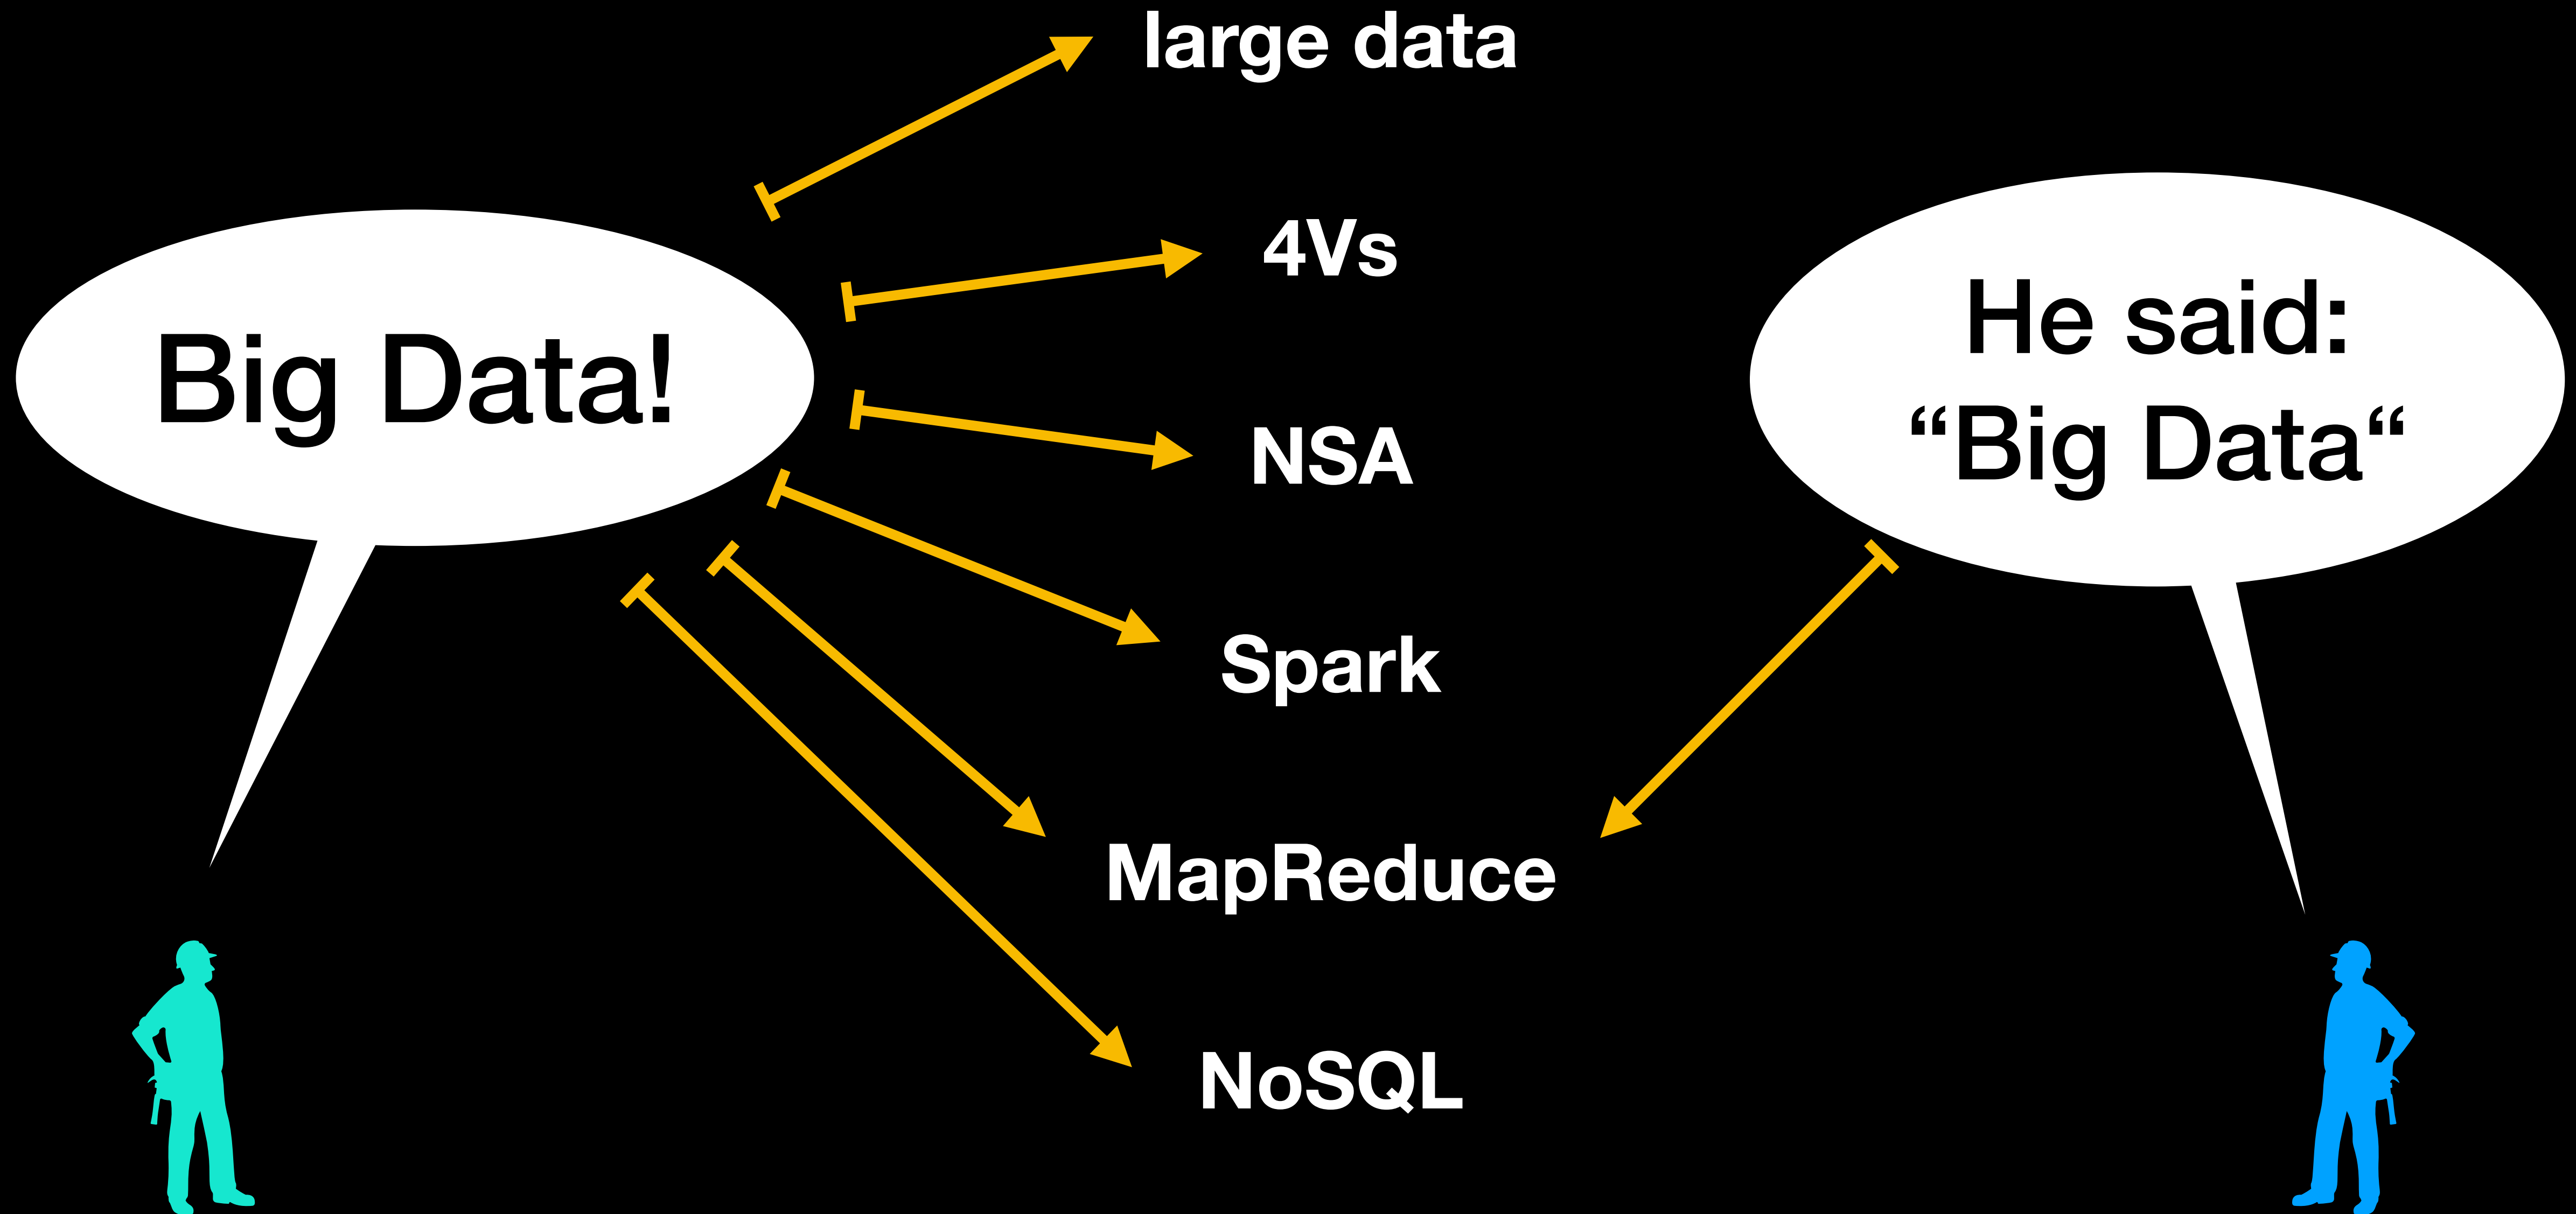 Big Data!
large data
4Vs
NSA
Spark
MapReduce
NoSQL
He said:
“Big Data“